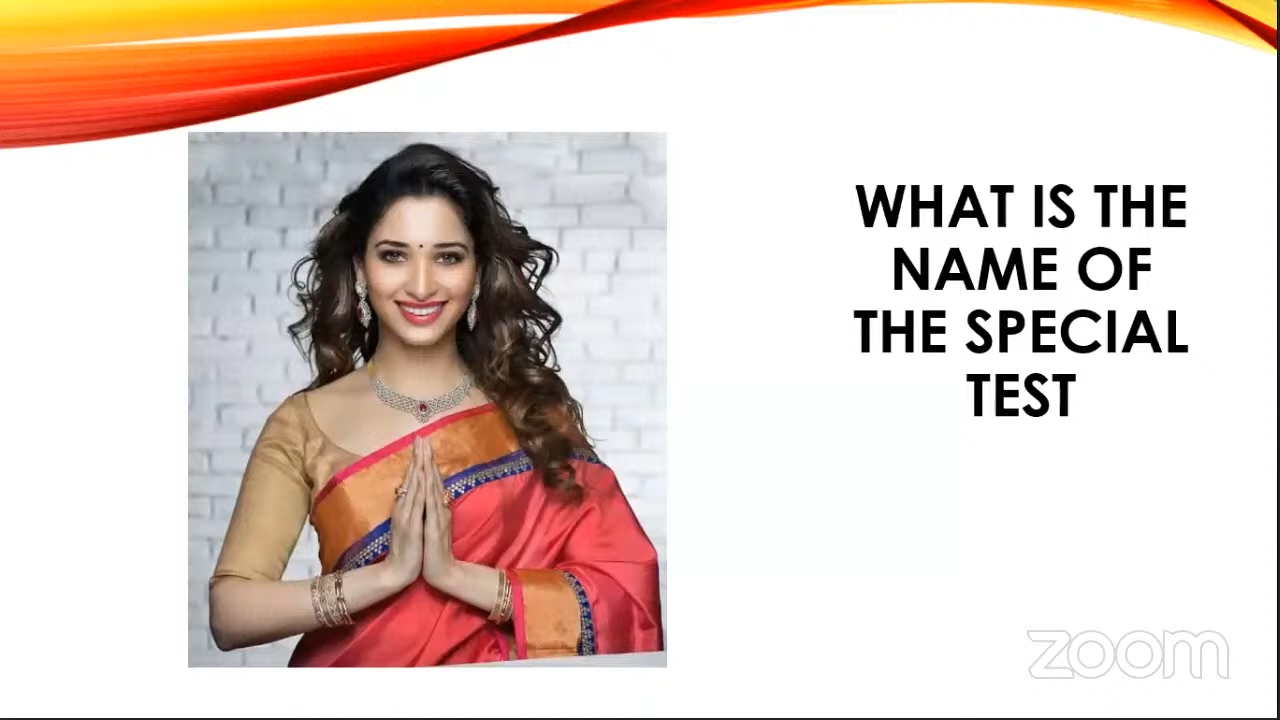 WHAT IS THE
NAME OF
THE SPECIAL
TEST
zoom